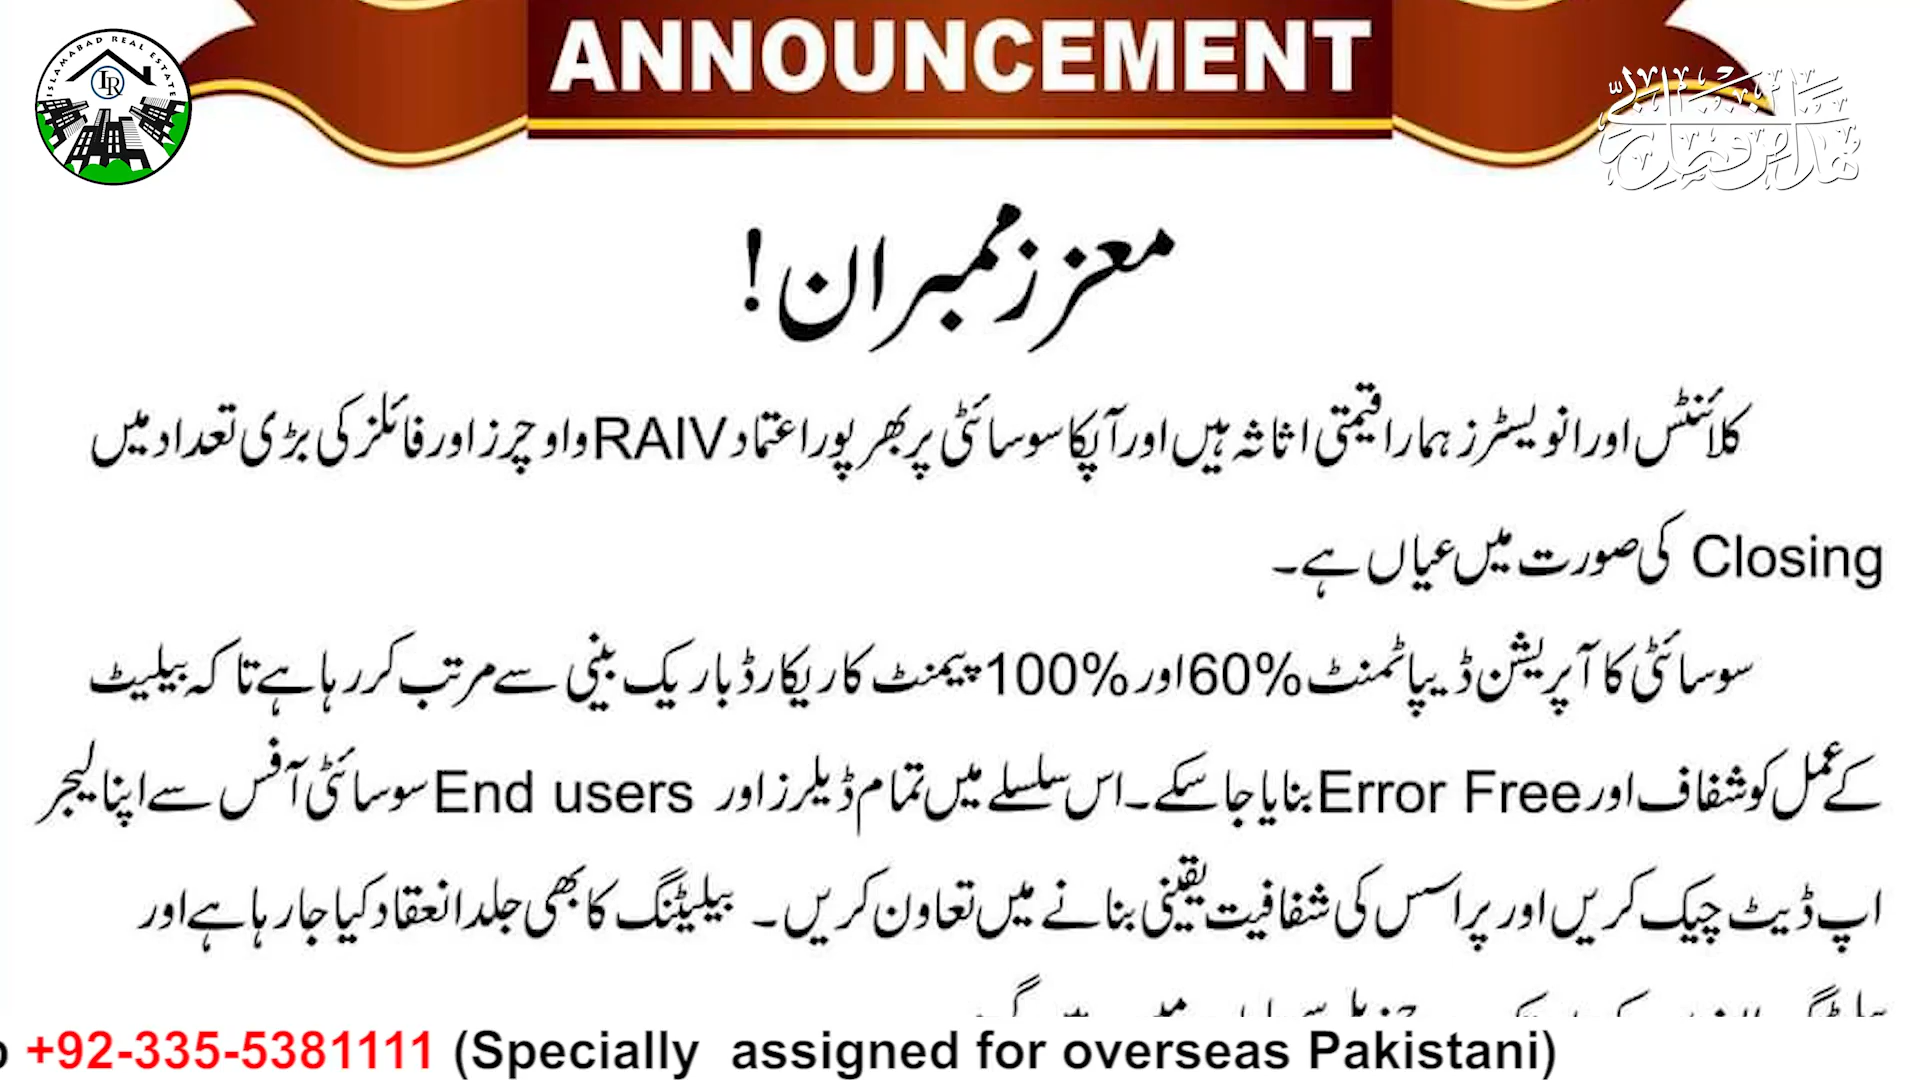 ANNOUNCEMENT
ISLAMABAD REAL ESTATE
IR
معزز ممبران!
کلائنٹس اور انویسٹرز ہمارا قیمتی اثاثہ ہیں اور آپکا سوسائٹی پر بھرپور اعتماد RAIV واوچرز اور فائلز کی بڑی تعداد میں
Closing کی صورت میں عیاں ہے۔
سوسائٹی کا آپریشن ڈیپاٹمنٹ 60% اور 100% پیمنٹ کا ریکارڈ باریک بینی سے مرتب کر رہا ہے تاکہ بیلیٹ
کے عمل کو شفاف اور Error Free بنایا جا سکے۔ اس سلسلے میں تمام ڈیلرز اور End users سوسائٹی آفس سے اپنا لیجر
اپ ڈیٹ چیک کریں اور پراسس کی شفافیت یقینی بنانے میں تعاون کریں۔ بیلیٹنگ کا بھی جلد انعقاد کیا جا رہا ہے اور
+92-335-5381111 (Specially assigned for overseas Pakistani)